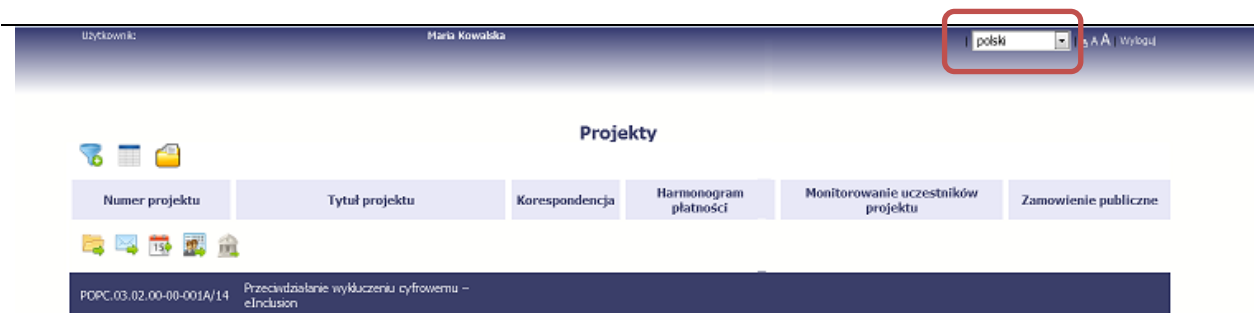 Użytkownik: Maria Kowalska | polski | A A A | Wyloguj
Projekty
Numer projektu Tytuł projektu Korespondencja Harmonogram płatności Monitorowanie uczestników projektu Zamowienie publiczne
15
POPC.03.02.00-00-001A/14 Przeciwdziałanie wykluczeniu cyfrowemu –
eInclusion